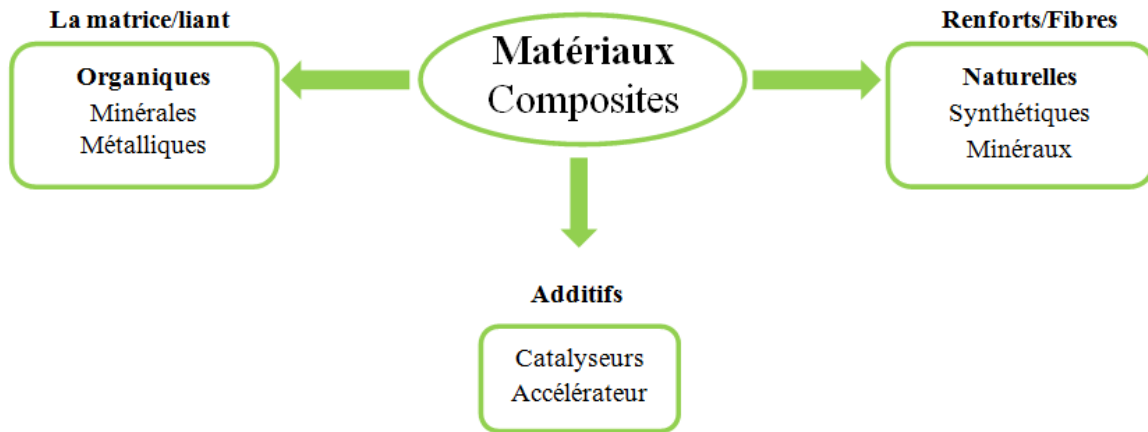 La matrice/liant
Organiques
Minérales
Métalliques
Matériaux
Composites
Renforts/Fibres
Naturelles
Synthétiques
Minéraux
Additifs
Catalyseurs
Accélérateur